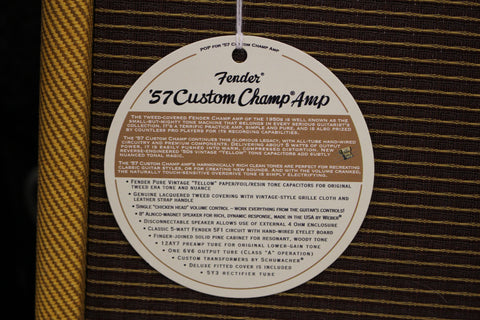 POP FOR '57 CUSTOM CHAMP AMP
Fender®
'57 Custom Champ® Amp
The tweed-covered Fender Champ amp of the 1950s is well known as the
small-but-mighty tone machine that belongs in every serious guitarist's
collection. It's a terrific practice amp, simple and pure, and is also prized
by countless pro players for its recording capabilities.
The '57 Custom Champ continues this glorious legacy, with all-tube hand-wired
circuitry and premium components. Delivering about 5 watts of output
power, it is easily pushed into warm, compressed distortion. New
reverse-engineered '50s vintage "Yellow" tone capacitors add subtly
nuanced tonal magic.
The '57 Custom Champ's harmonically rich clean tones are perfect for recreating
classic guitar styles, or for creating new sounds. And with the volume cranked,
the naturally touch-sensitive overdrive tone is simply electrifying.
• Fender Pure Vintage "Yellow" paper/foil/resin tone capacitors for original
tweed era tone and nuance
• Genuine lacquered tweed covering with vintage-style grille cloth and
leather strap handle
• Single "chicken head" volume control - work everything from the guitar's controls!
• 8" Alnico-magnet speaker for rich, dynamic response, made in the USA by Weber®
• Disconnectable speaker allows use of external 4 ohm enclosure
• Classic 5-watt Fender 5F1 circuit with hand-wired eyelet board
• Finger-joined solid pine cabinet for resonant, woody tone
• 12AX7 preamp tube for original lower-gain tone
• One 6V6 output tube (Class "A" operation)
• Custom transformers by Schumacher®
• Deluxe fitted cover is included
• 5Y3 rectifier tube